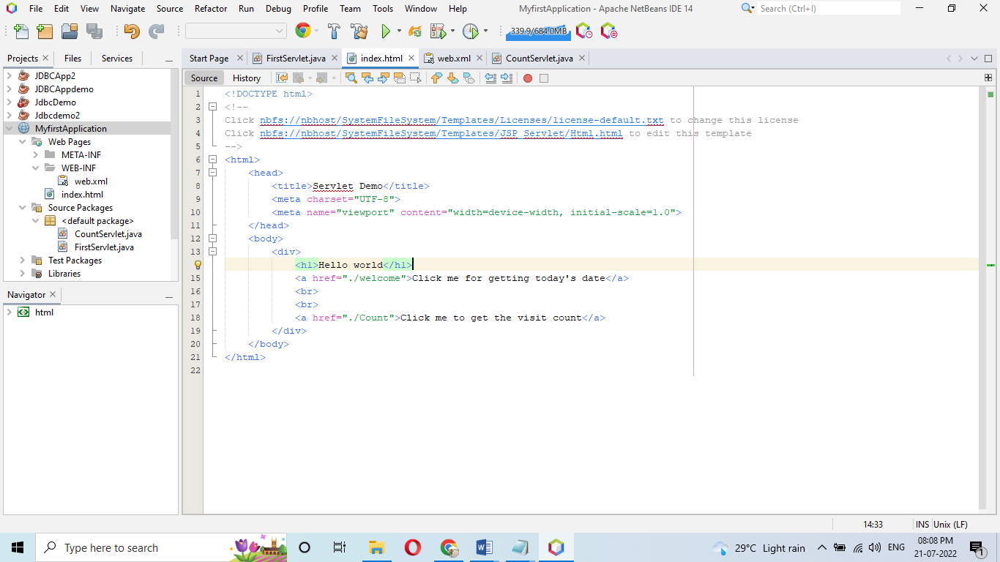 File Edit View Navigate Source Refactor Run Debug Profile Team Tools Window Help MyfirstApplication - Apache NetBeans IDE 14 Search (Ctrl+I)
339.9/684.0MB
Projects Files Services
Start Page FirstServlet.java index.html web.xml CountServlet.java
Source History
JDBCApp2
JDBCAppdemo
JdbcDemo
Jdbcdemo2
MyfirstApplication
Web Pages
META-INF
WEB-INF
web.xml
index.html
Source Packages
<default package>
CountServlet.java
FirstServlet.java
Test Packages
Libraries
Navigator
html
1 <!DOCTYPE html>
2 <!--
3 Click nbfs://nbhost/SystemFileSystem/Templates/Licenses/license-default.txt to change this license
4 Click nbfs://nbhost/SystemFileSystem/Templates/JSP_Servlet/Html.html to edit this template
5 -->
6 <html>
7 <head>
8 <title>Servlet Demo</title>
9 <meta charset="UTF-8">
10 <meta name="viewport" content="width=device-width, initial-scale=1.0">
11 </head>
12 <body>
13 <div>
<h1>Hello world</h1>
15 <a href="./welcome">Click me for getting today's date</a>
16 <br>
17 <br>
18 <a href="./Count">Click me to get the visit count</a>
19 </div>
20 </body>
21 </html>
22
14:33 INS Unix (LF)
Type here to search 29°C Light rain ENG 08:08 PM
21-07-2022 1